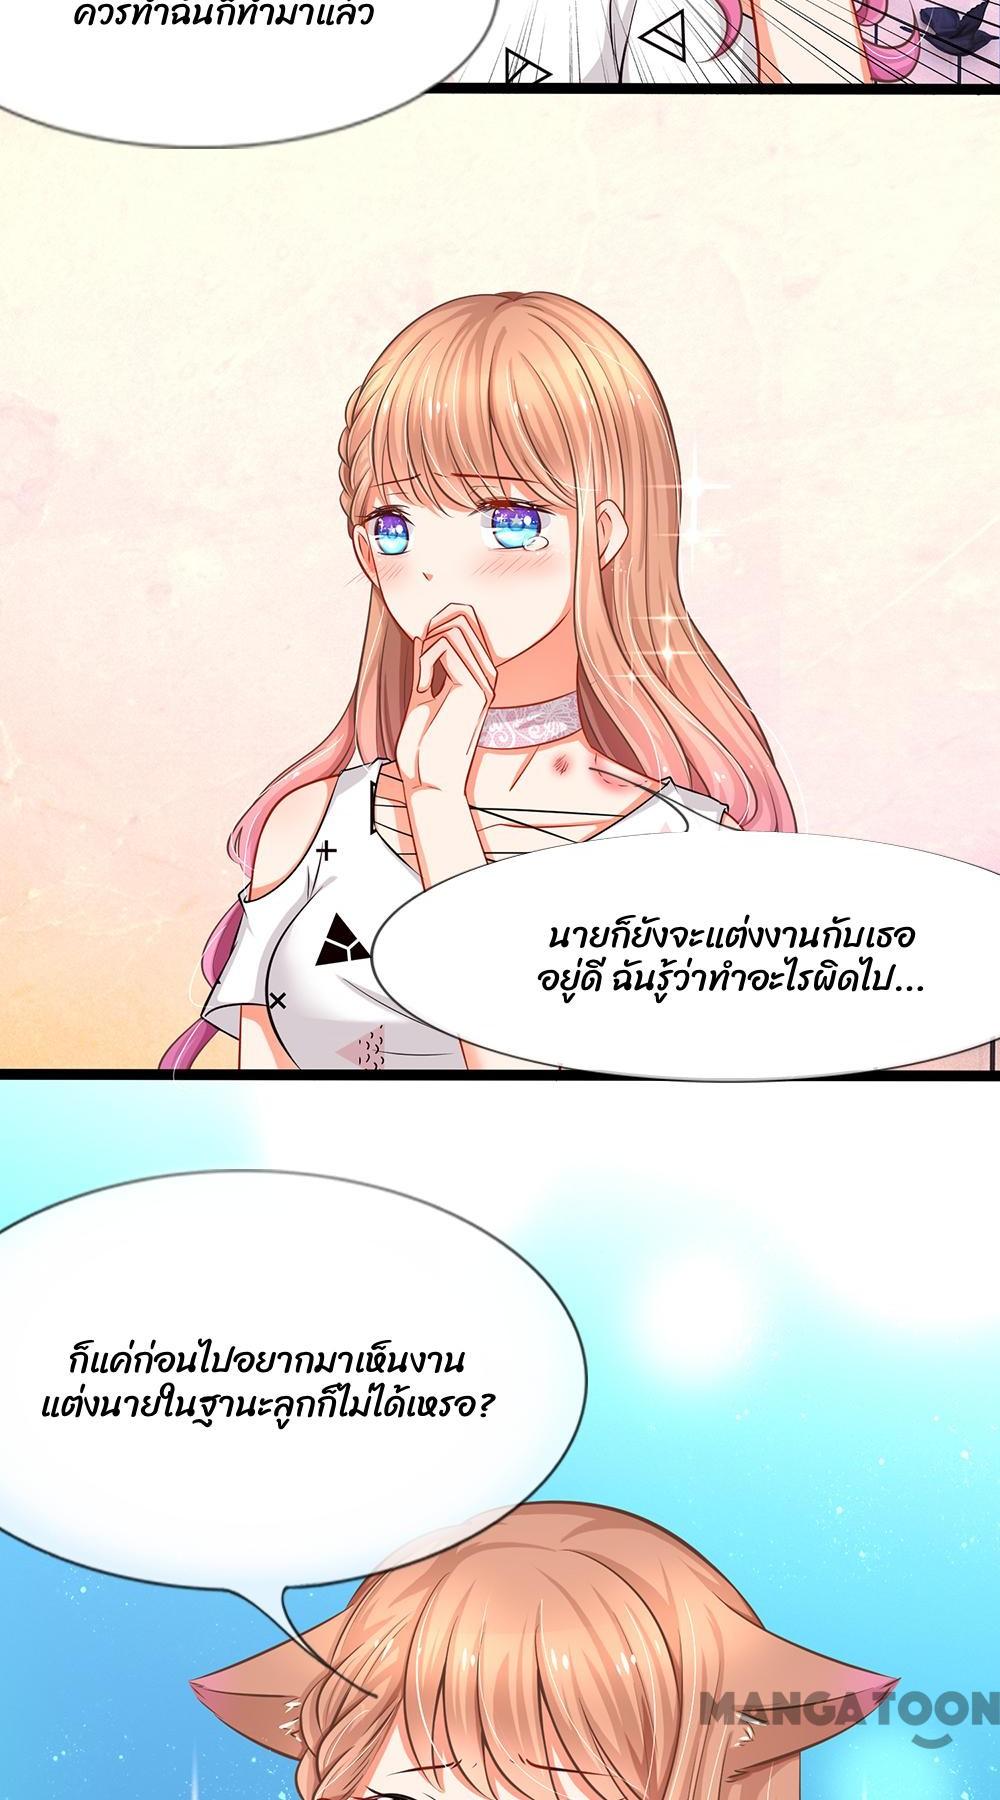 ควรทำฉันก็ทำมาแล้ว
นายก็ยังจะแต่งงานกับเธอ
อยู่ดี ฉันรู้ว่าทำอะไรผิดไป...
ก็แค่ก่อนไปอยากมาเห็นงาน
แต่งนายในฐานะลูกก็ไม่ได้เหรอ?
MANGATOON